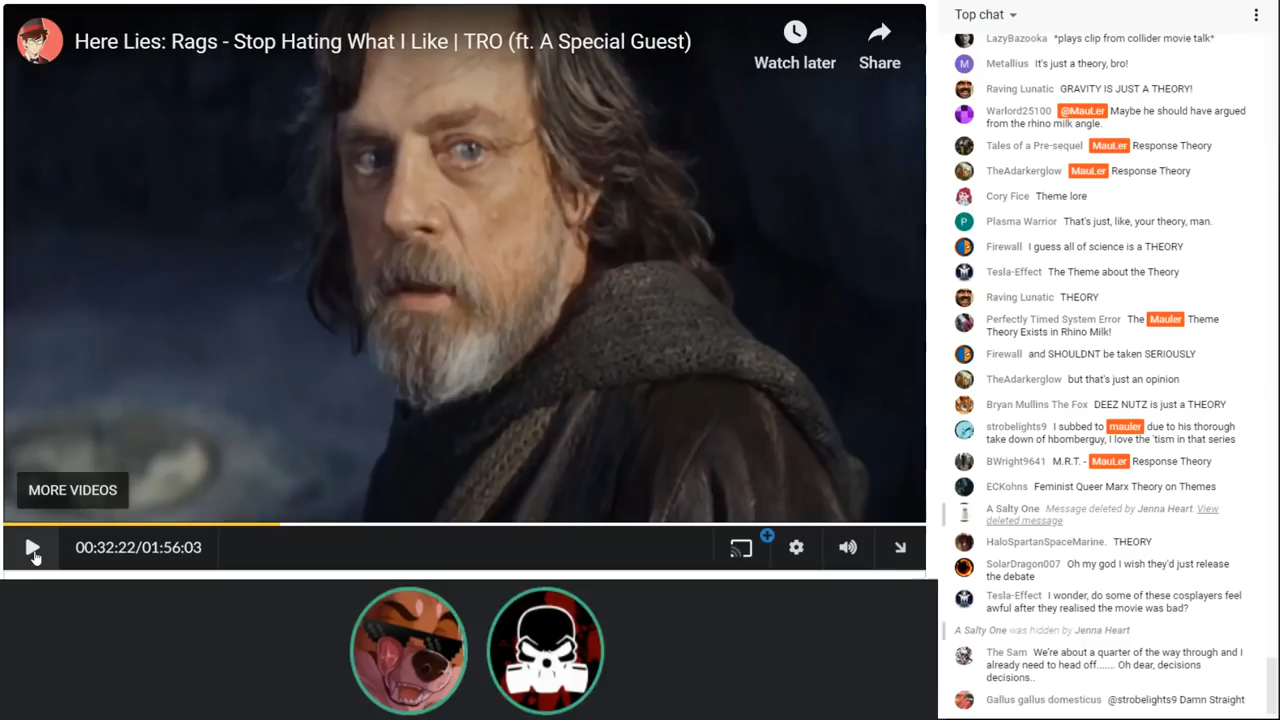 Here Lies: Rags - Stop Hating What I Like | TRO (ft. A Special Guest)
Watch later
Share
MORE VIDEOS
00:32:22/01:56:03
Top chat
LazyBazooka *plays clip from collider movie talk*
M
Metallius It's just a theory, bro!
Raving Lunatic GRAVITY IS JUST A THEORY!
Warlord25100 @MauLer Maybe he should have argued
from the rhino milk angle.
Tales of a Pre-sequel MauLer Response Theory
TheAdarkerglow MauLer Response Theory
Cory Fice Theme lore
P
Plasma Warrior That's just, like, your theory, man.
Firewall I guess all of science is a THEORY
Tesla-Effect The Theme about the Theory
Raving Lunatic THEORY
Perfectly Timed System Error The Mauler Theme
Theory Exists in Rhino Milk!
Firewall and SHOULDNT be taken SERIOUSLY
TheAdarkerglow but that's just an opinion
Bryan Mullins The Fox DEEZ NUTZ is just a THEORY
strobelights9 I subbed to mauler due to his thorough
take down of hbomberguy, I love the 'tism in that series
BWright9641 M.R.T. - MauLer Response Theory
ECKohns Feminist Queer Marx Theory on Themes
A Salty One Message deleted by Jenna Heart. View
deleted message
HaloSpartanSpaceMarine. THEORY
SolarDragon007 Oh my god I wish they'd just release
the debate
Tesla-Effect I wonder, do some of these cosplayers feel
awful after they realised the movie was bad?
A Salty One was hidden by Jenna Heart
The Sam We're about a quarter of the way through and I
already need to head off....... Oh dear, decisions
decisions..
Gallus gallus domesticus @strobelights9 Damn Straight